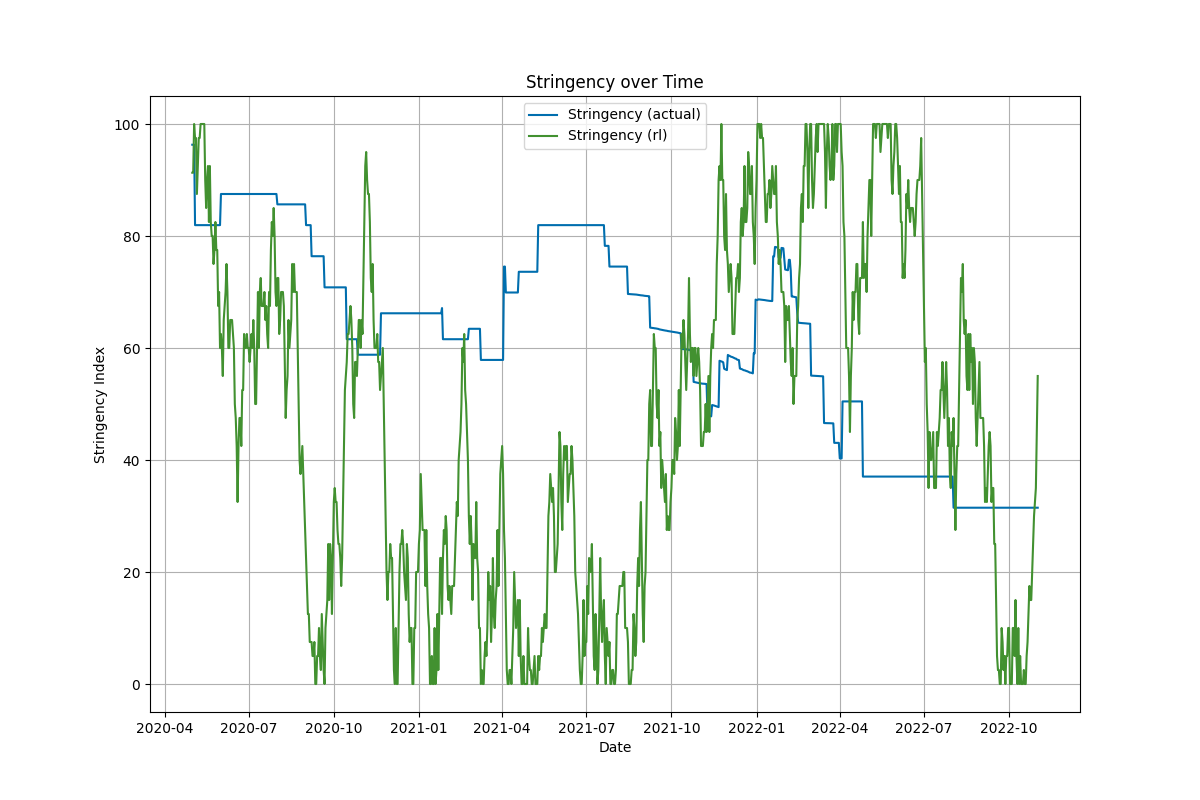 Stringency over Time
Stringency (actual)
Stringency (rl)
Stringency Index
100
80
60
40
20
0
2020-04 2020-07 2020-10 2021-01 2021-04 2021-07 2021-10 2022-01 2022-04 2022-07 2022-10
Date